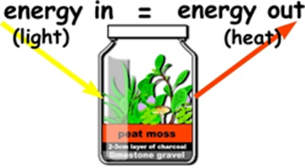 energy in = energy out
(light) (heat)
peat moss
2-3cm layer of charcoal
limestone gravel